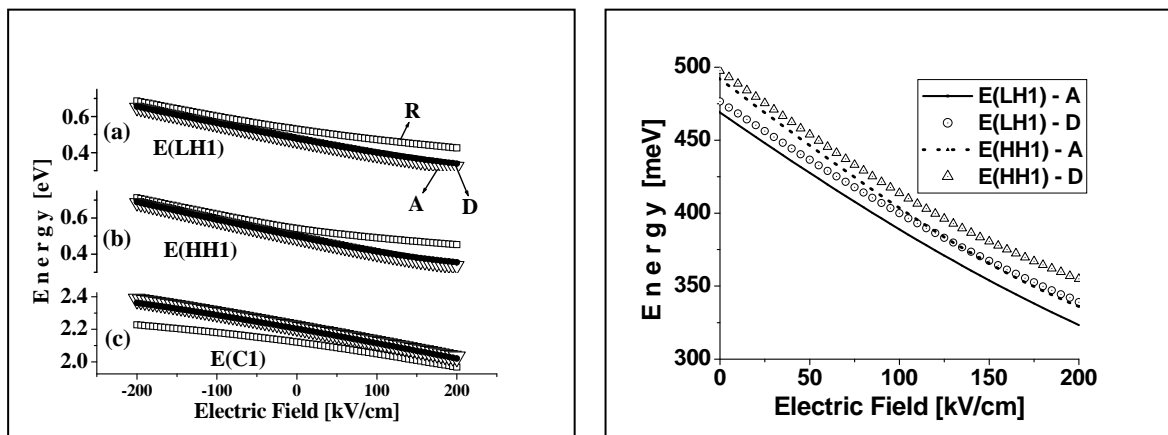 0.6
(a)
R
0.4
E(LH1)
A
D
0.6
(b)
0.4
E(HH1)
2.4
2.2
(c)
E(C1)
2.0
-200 -100 0 100 200
Electric Field [kV/cm]
E n e r g y [eV]
500
E(LH1) - A
E(LH1) - D
450
E(HH1) - A
E(HH1) - D
400
350
300
0 50 100 150 200
Electric Field [kV/cm]
E n e r g y [meV]